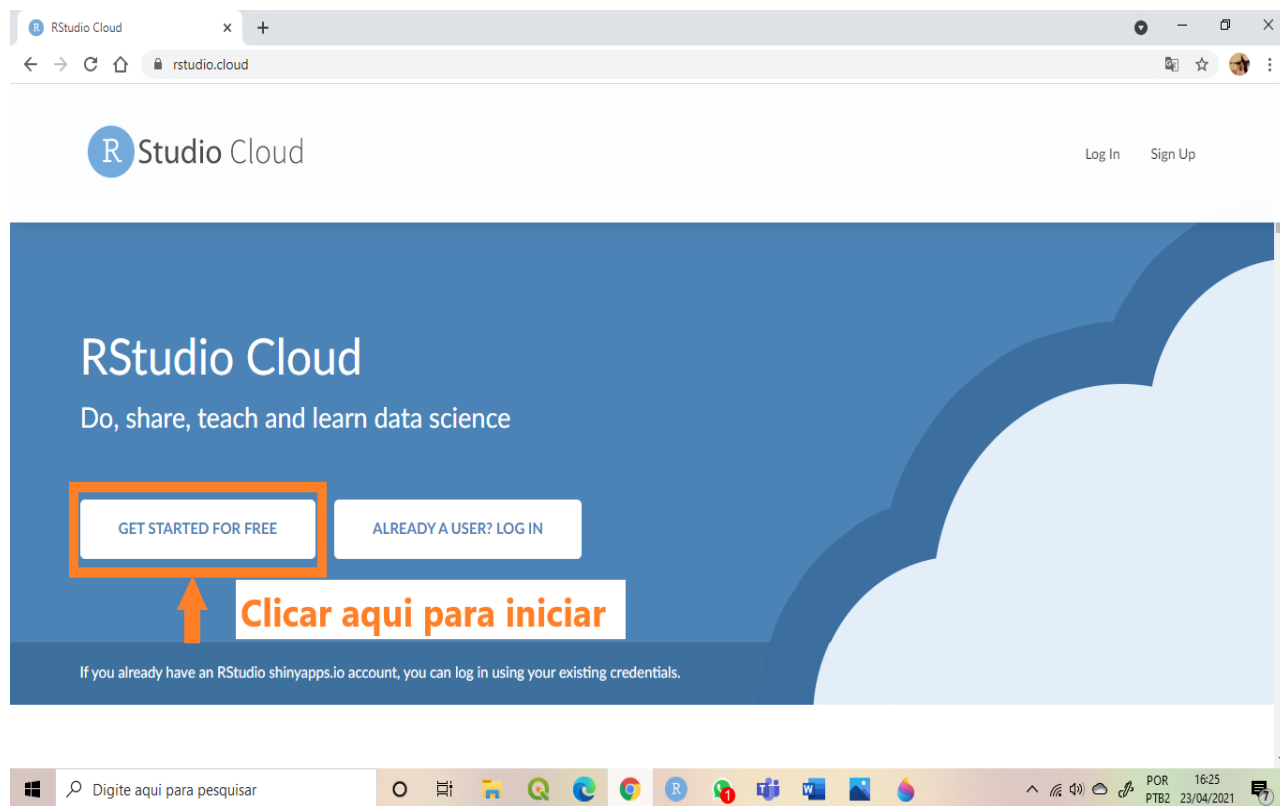 RStudio Cloud
rstudio.cloud
R Studio Cloud
Log In
Sign Up
RStudio Cloud
Do, share, teach and learn data science
GET STARTED FOR FREE
ALREADY A USER? LOG IN
Clicar aqui para iniciar
If you already have an RStudio shinyapps.io account, you can log in using your existing credentials.
Digite aqui para pesquisar
POR
PTB2
16:25
23/04/2021